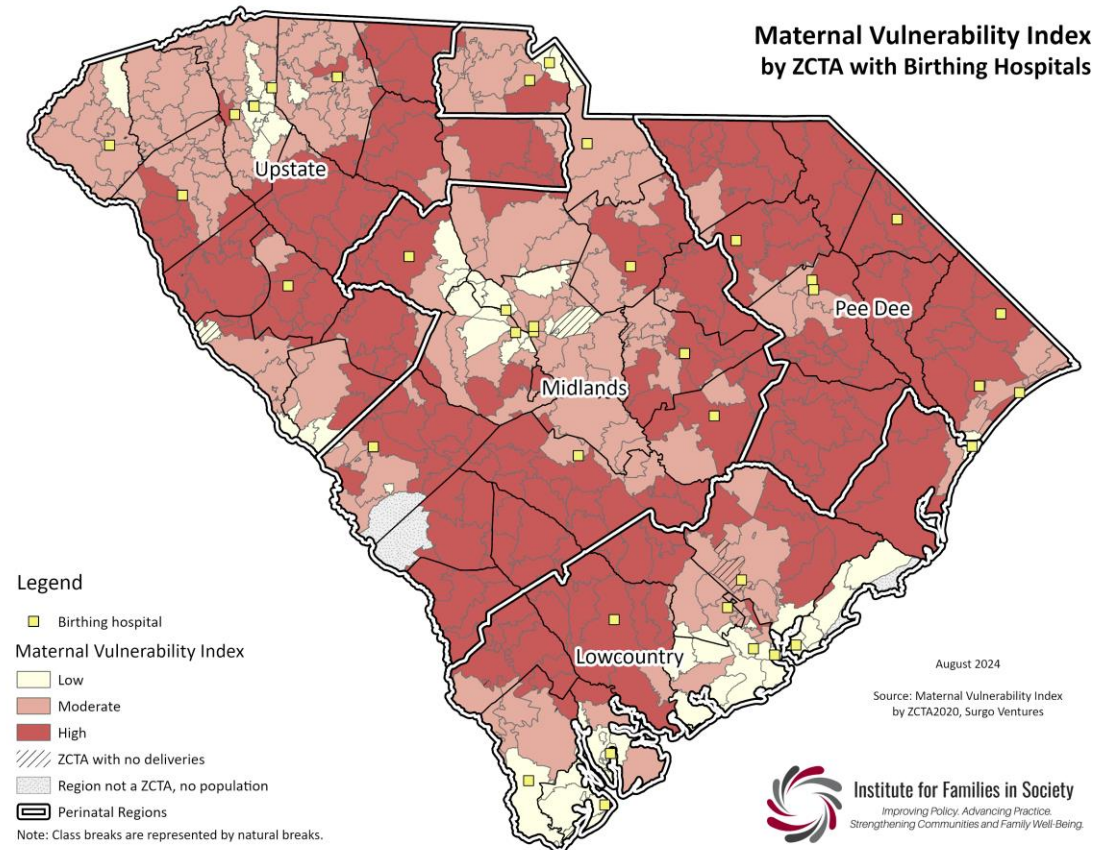 Maternal Vulnerability Index
by ZCTA with Birthing Hospitals
Upstate
Pee Dee
Midlands
Lowcountry
Legend
Birthing hospital
Maternal Vulnerability Index
Low
Moderate
High
ZCTA with no deliveries
Region not a ZCTA, no population
Perinatal Regions
Note: Class breaks are represented by natural breaks.
August 2024
Source: Maternal Vulnerability Index
by ZCTA2020, Surgo Ventures
Institute for Families in Society
Improving Policy. Advancing Practice.
Strengthening Communities and Family Well-Being.